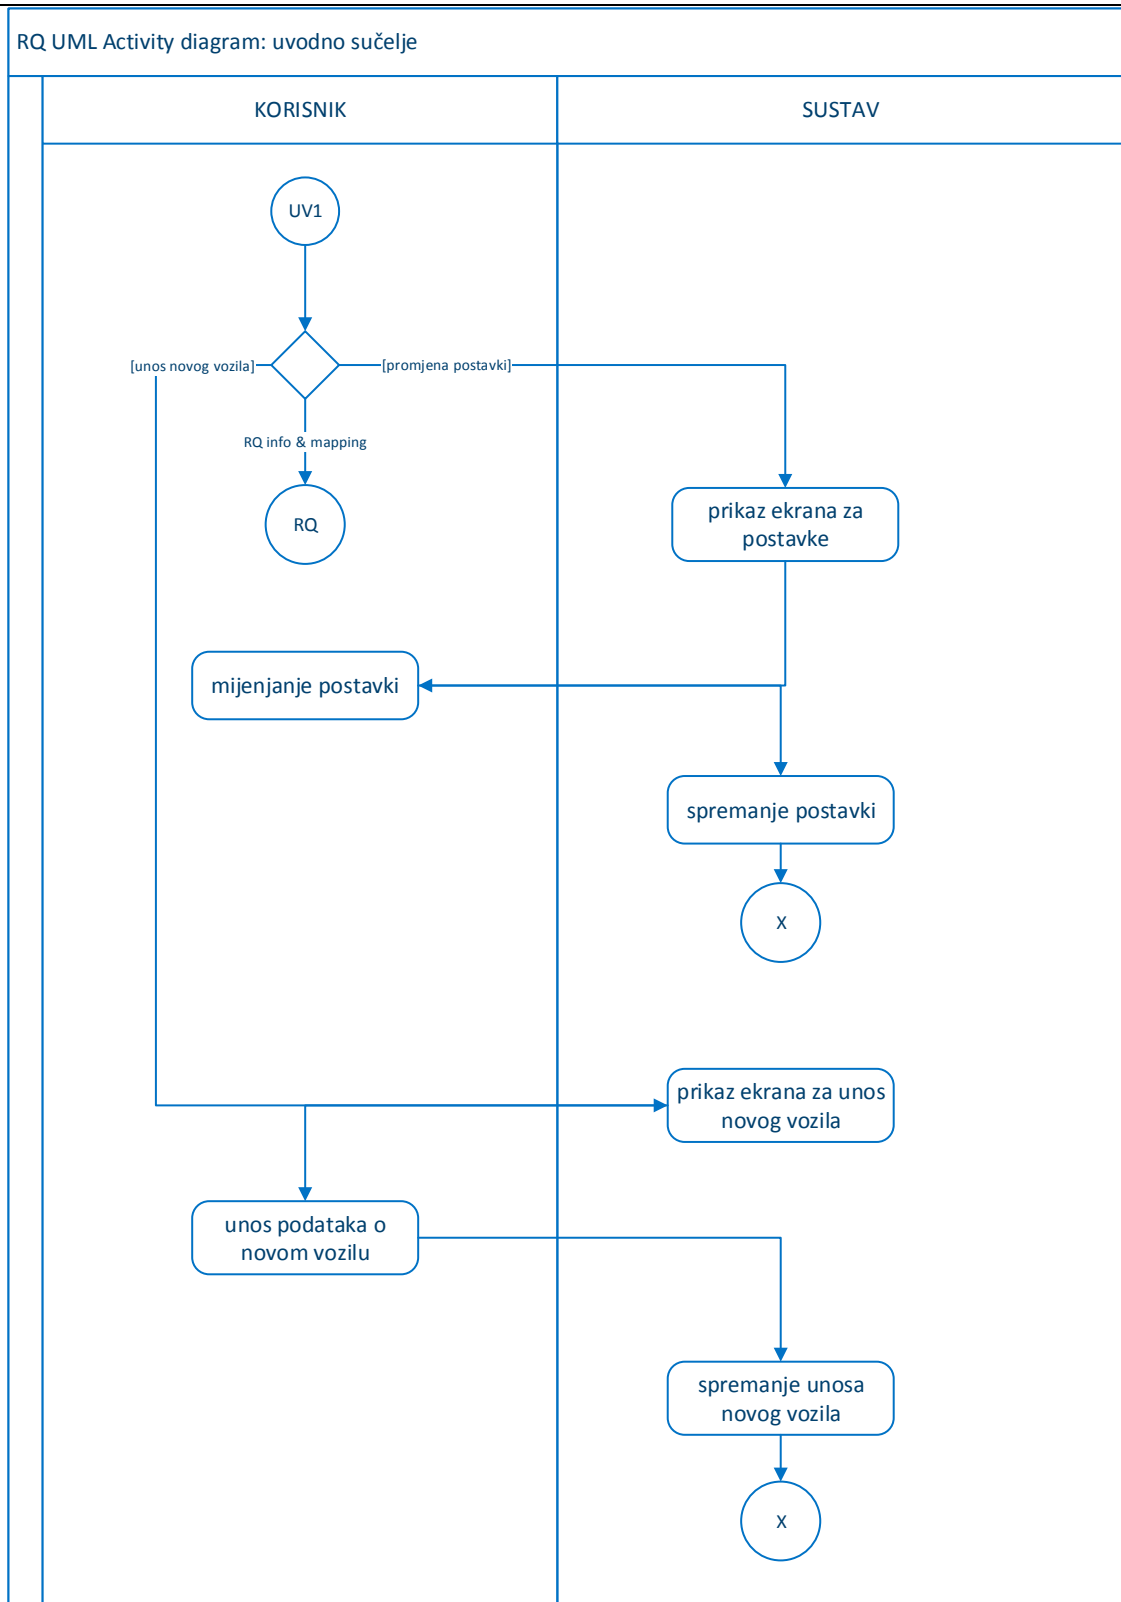 RQ UML Activity diagram: uvodno sučelje
KORISNIK
SUSTAV
UV1
[unos novog vozila]
[promjena postavki]
RQ info & mapping
RQ
prikaz ekrana za
postavke
mijenjanje postavki
spremanje postavki
X
prikaz ekrana za unos
novog vozila
unos podataka o
novom vozilu
spremanje unosa
novog vozila
X